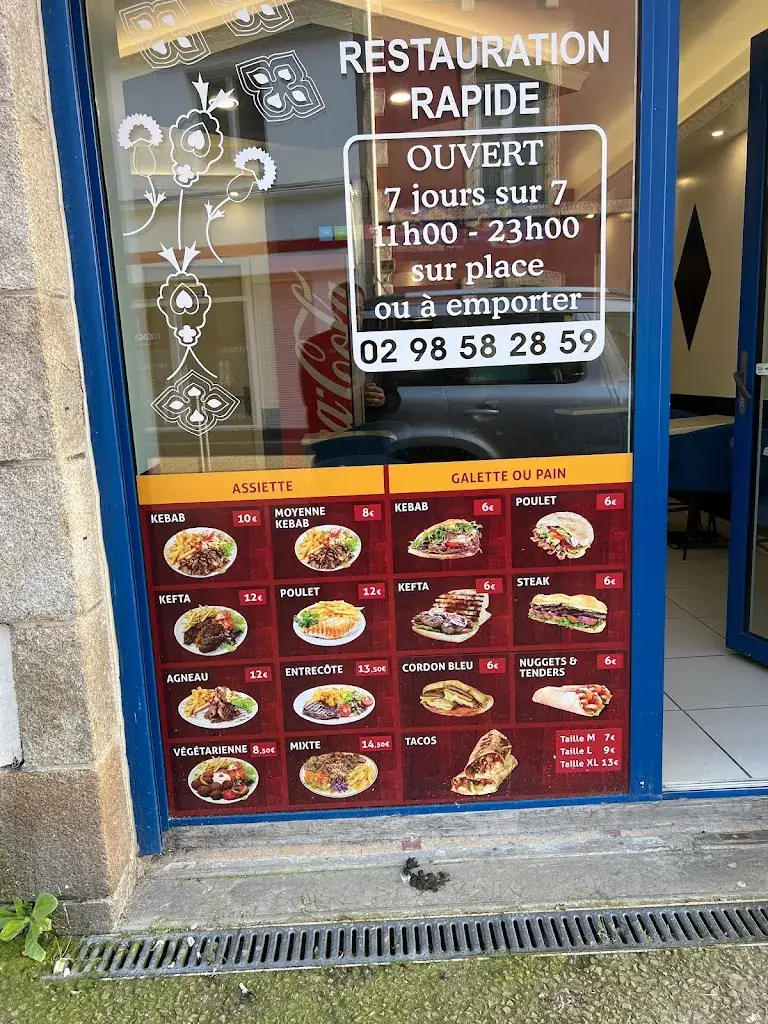 RESTAURATION
RAPIDE
OUVERT
7 jours sur 7
11h00 - 23h00
sur place
ou à emporter
02 98 58 28 59
Coca-Cola
ASSIETTE
KEBAB 10€
MOYENNE
KEBAB 8€
KEFTA 12€
POULET 12€
AGNEAU 12€
ENTRECÔTE 13,50€
VÉGÉTARIENNE 8,50€
MIXTE 14,50€
GALETTE OU PAIN
KEBAB 6€
POULET 6€
KEFTA 6€
STEAK 6€
CORDON BLEU 6€
NUGGETS &
TENDERS 6€
TACOS
Taille M 7€
Taille L 9€
Taille XL 13€